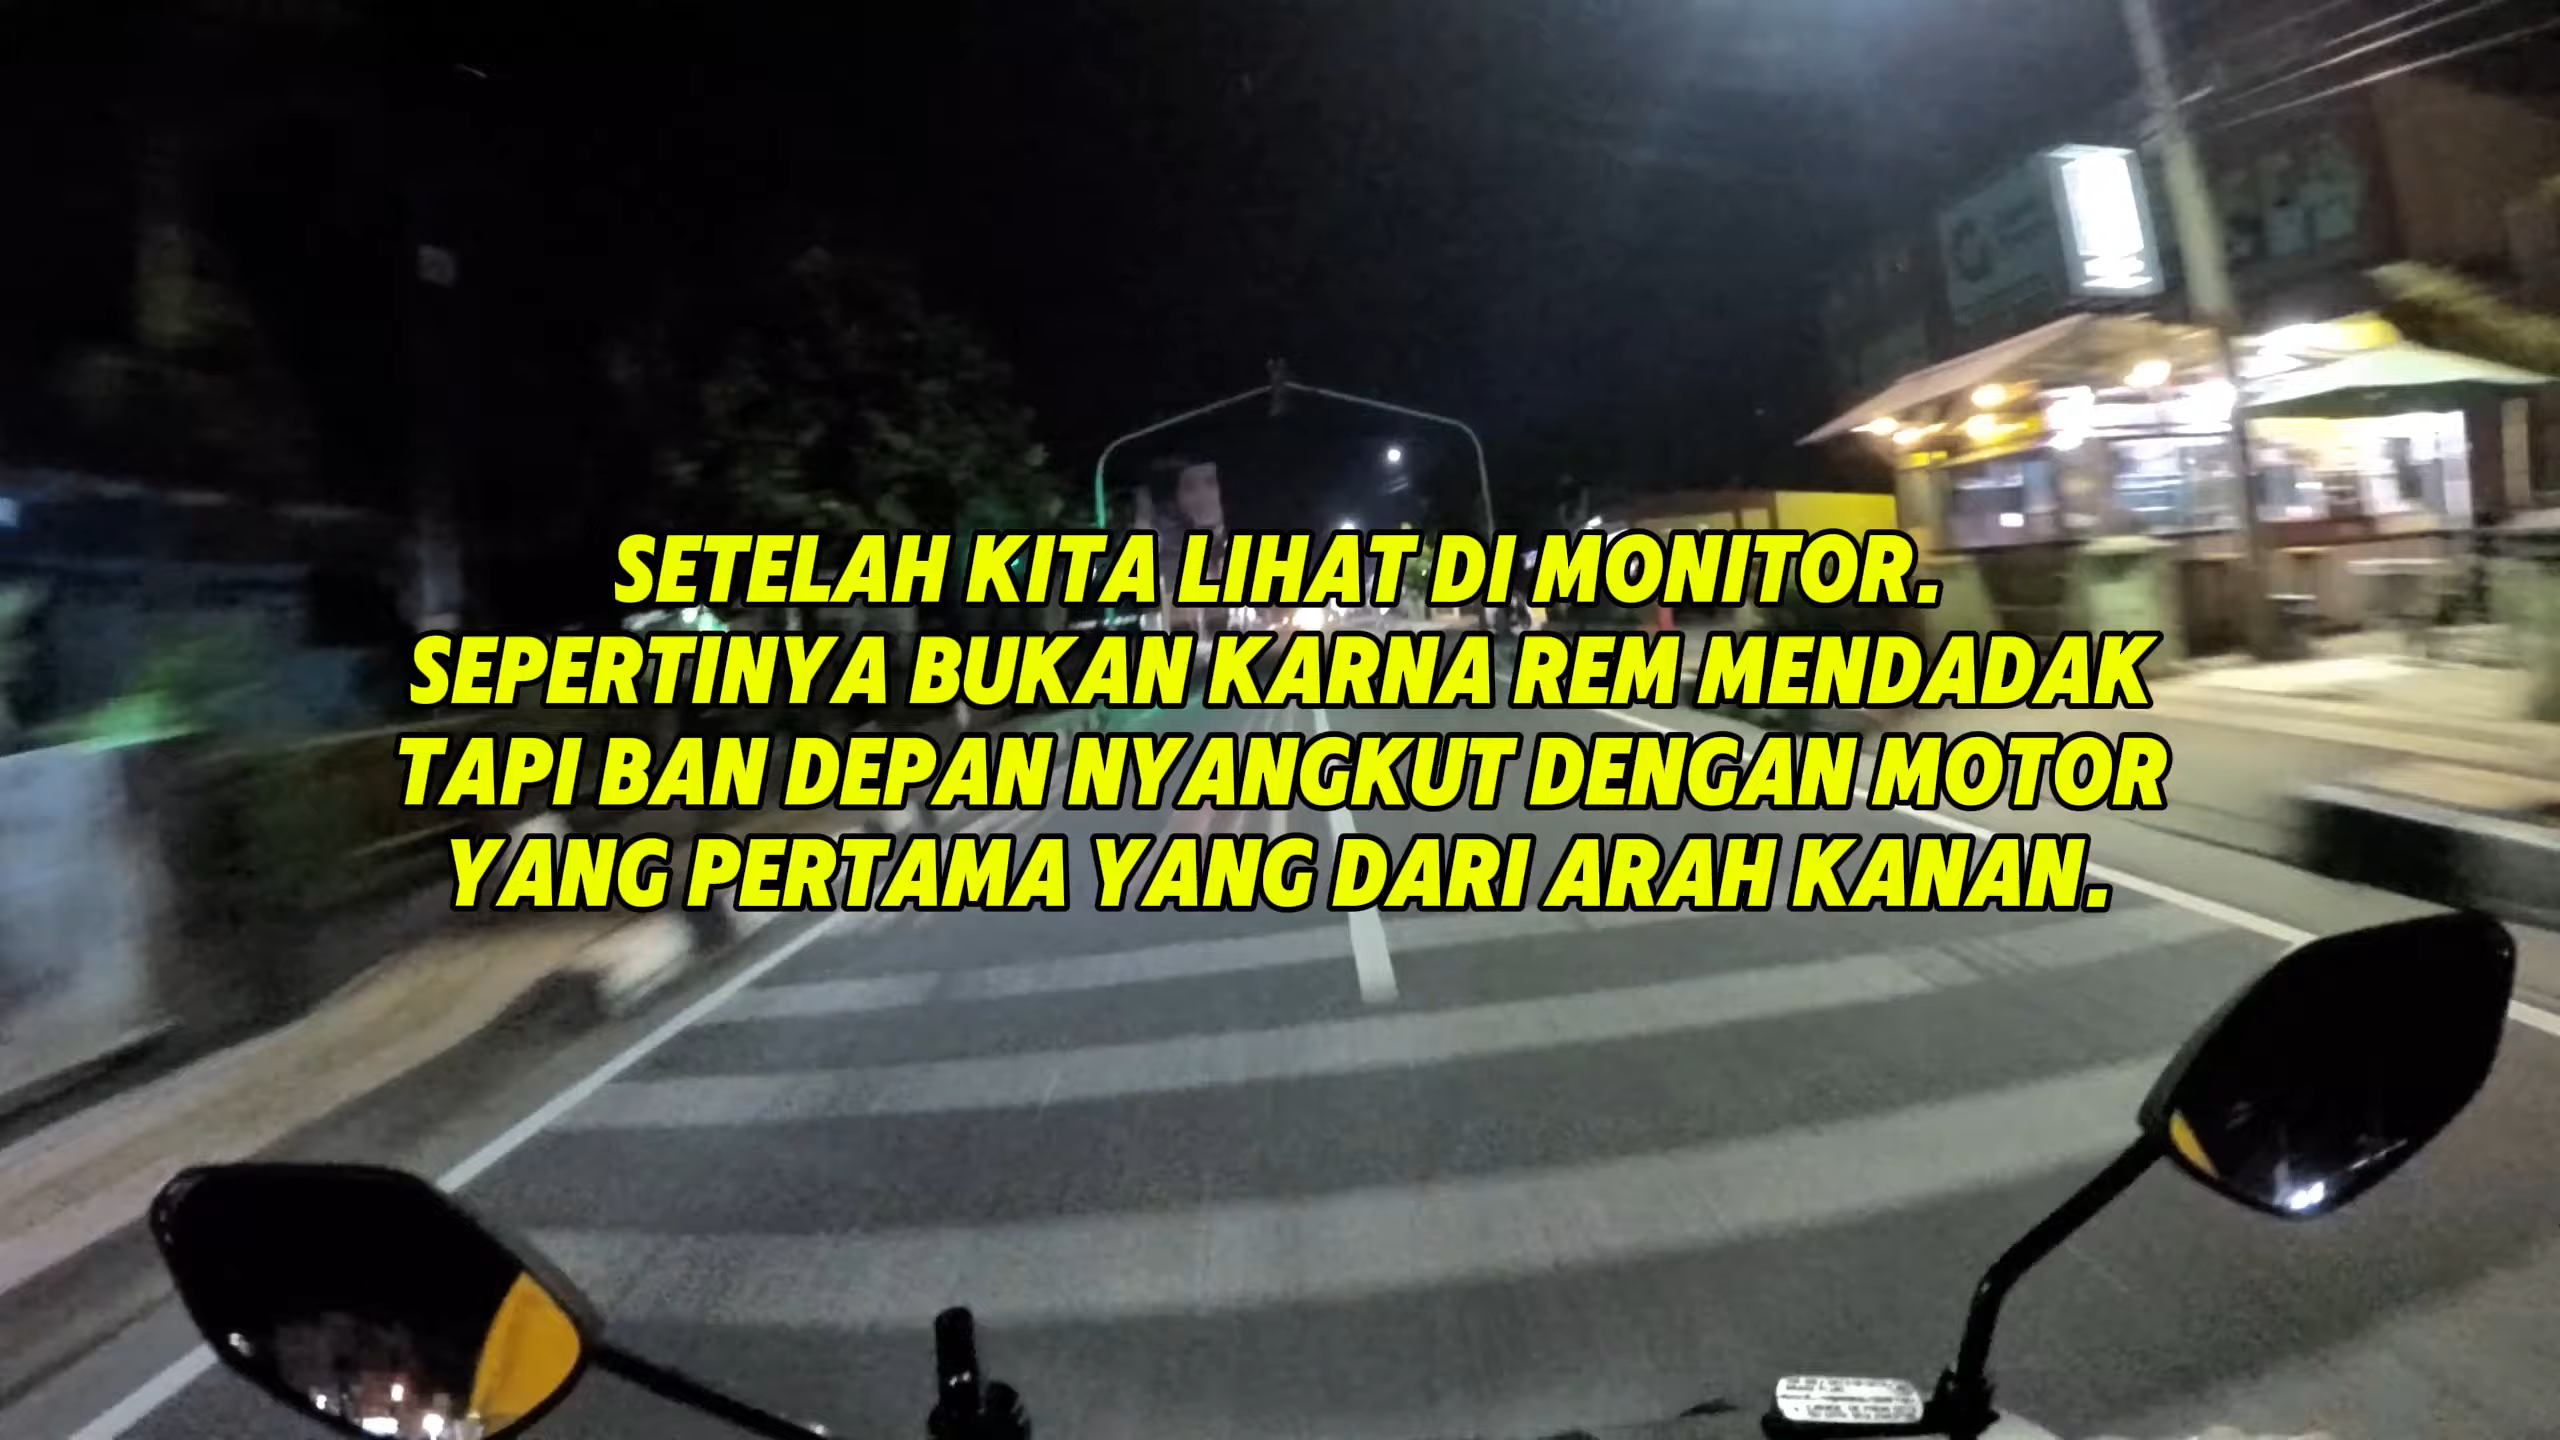 SETELAH KITA LIHAT DI MONITOR.
SEPERTINYA BUKAN KARNA REM MENDADAK
TAPI BAN DEPAN NYANGKUT DENGAN MOTOR
YANG PERTAMA YANG DARI ARAH KANAN.